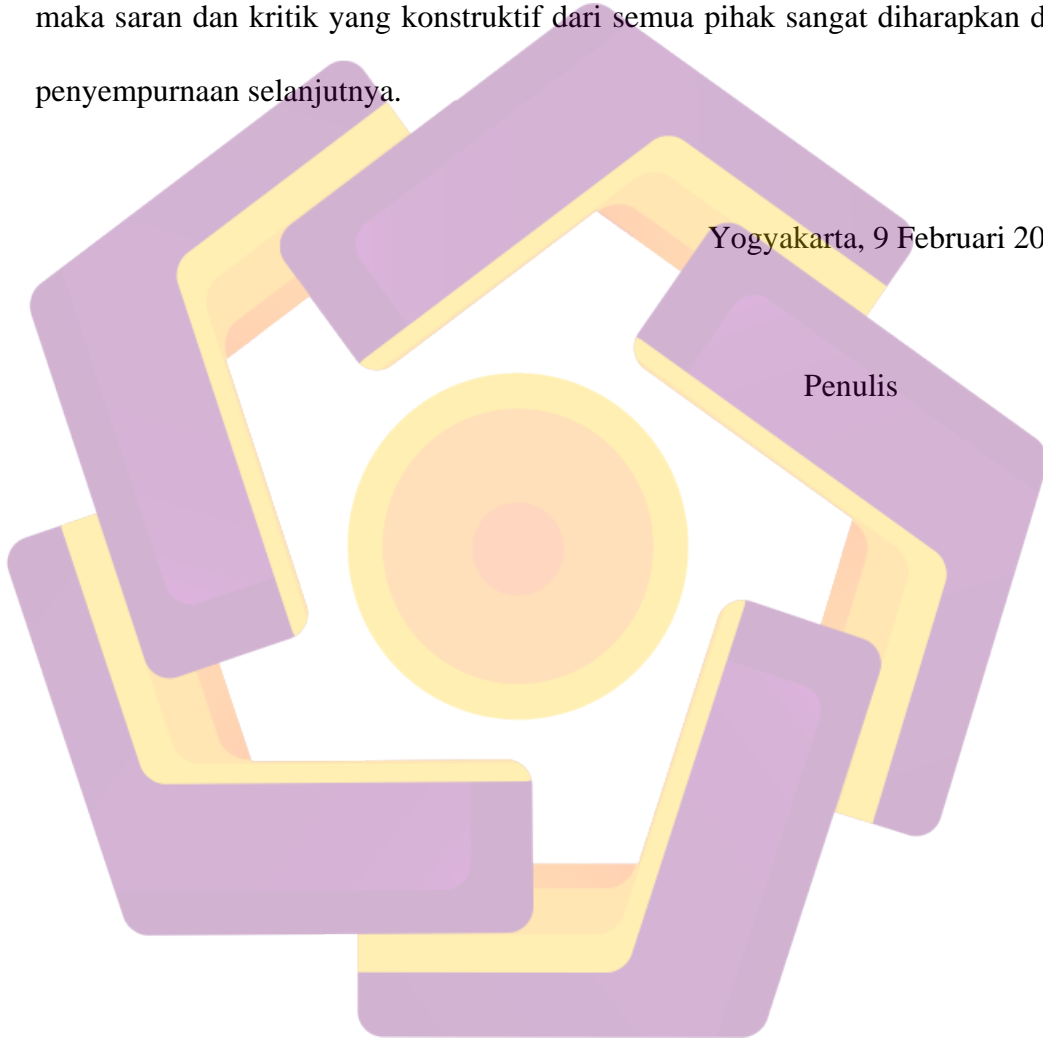 maka saran dan kritik yang konstruktif dari semua pihak sangat diharapkan d
penyempurnaan selanjutnya.
Yogyakarta, 9 Februari 20
Penulis